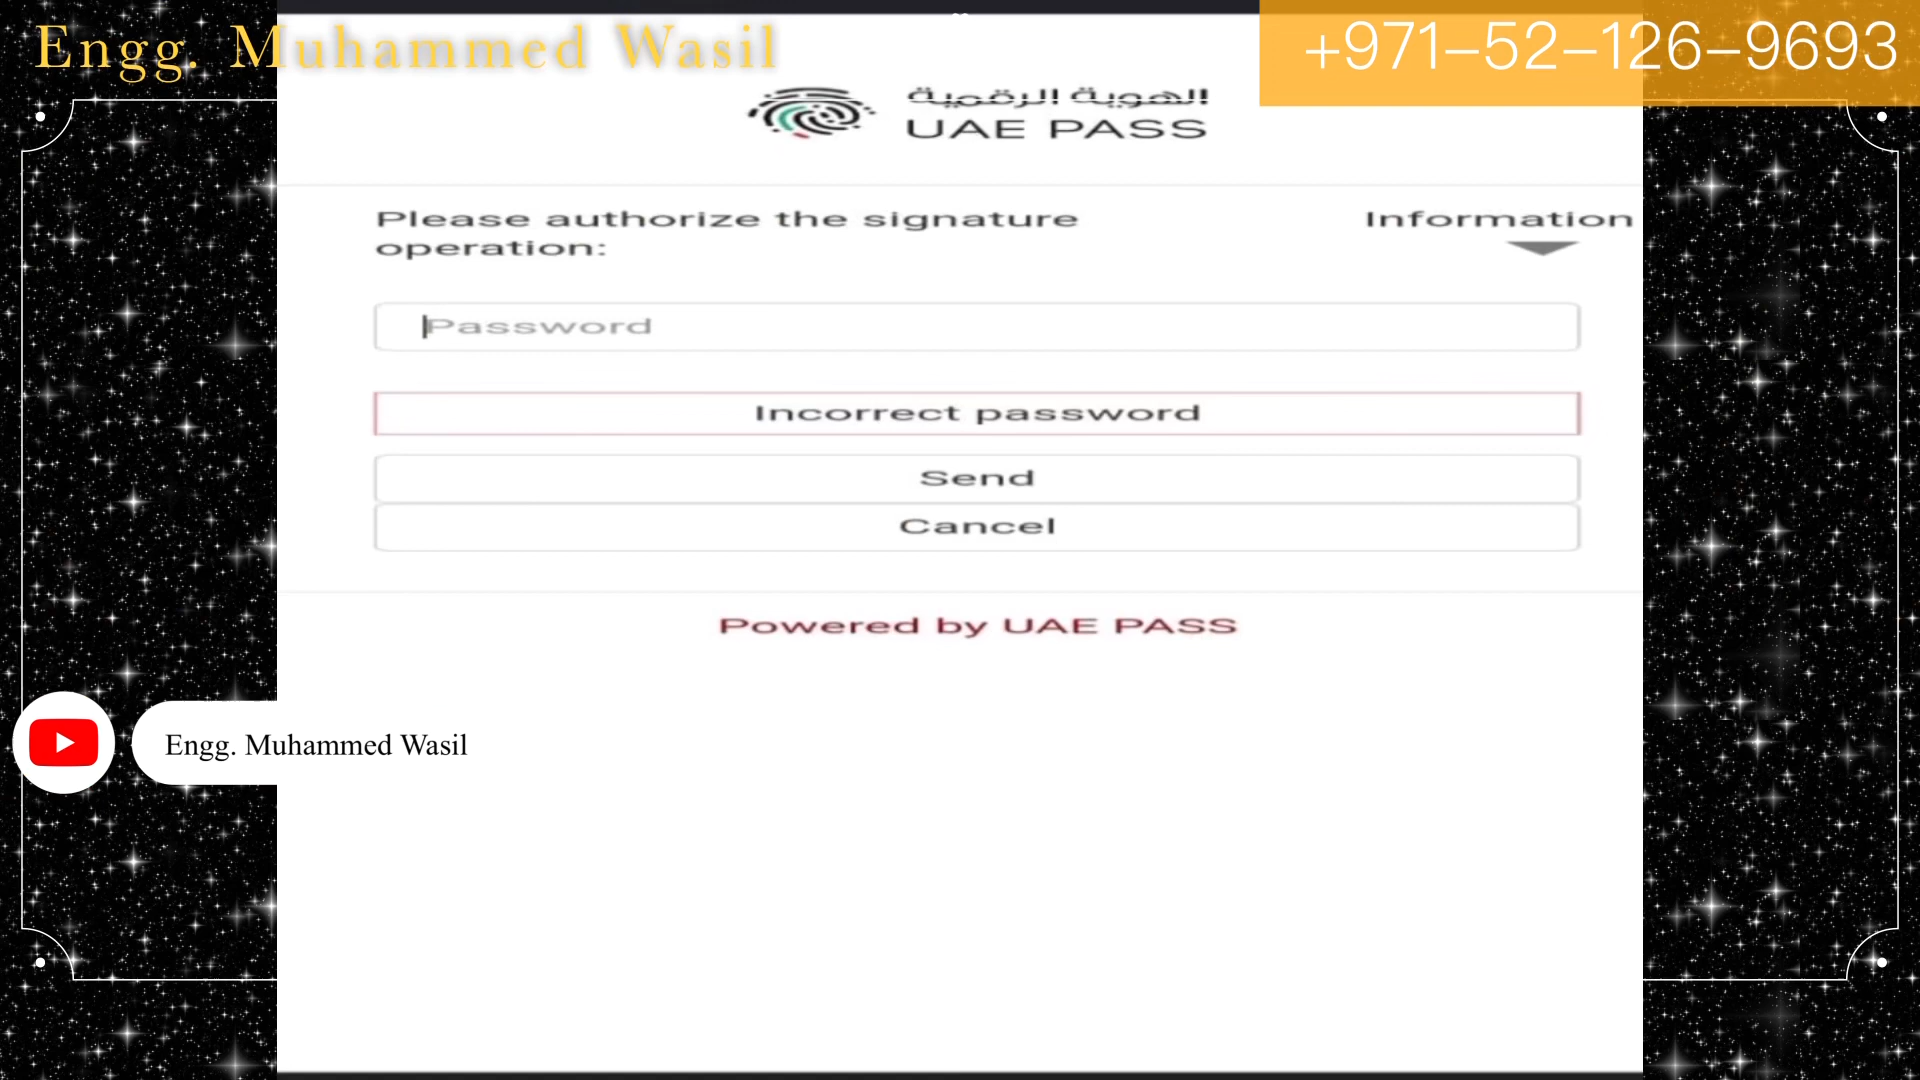 Engg. Muhammed Wasil
+971-52-126-9693
الهوية الرقمية
UAE PASS
Please authorize the signature
operation:
Information
Password
Incorrect password
Send
Cancel
Powered by UAE PASS
Engg. Muhammed Wasil